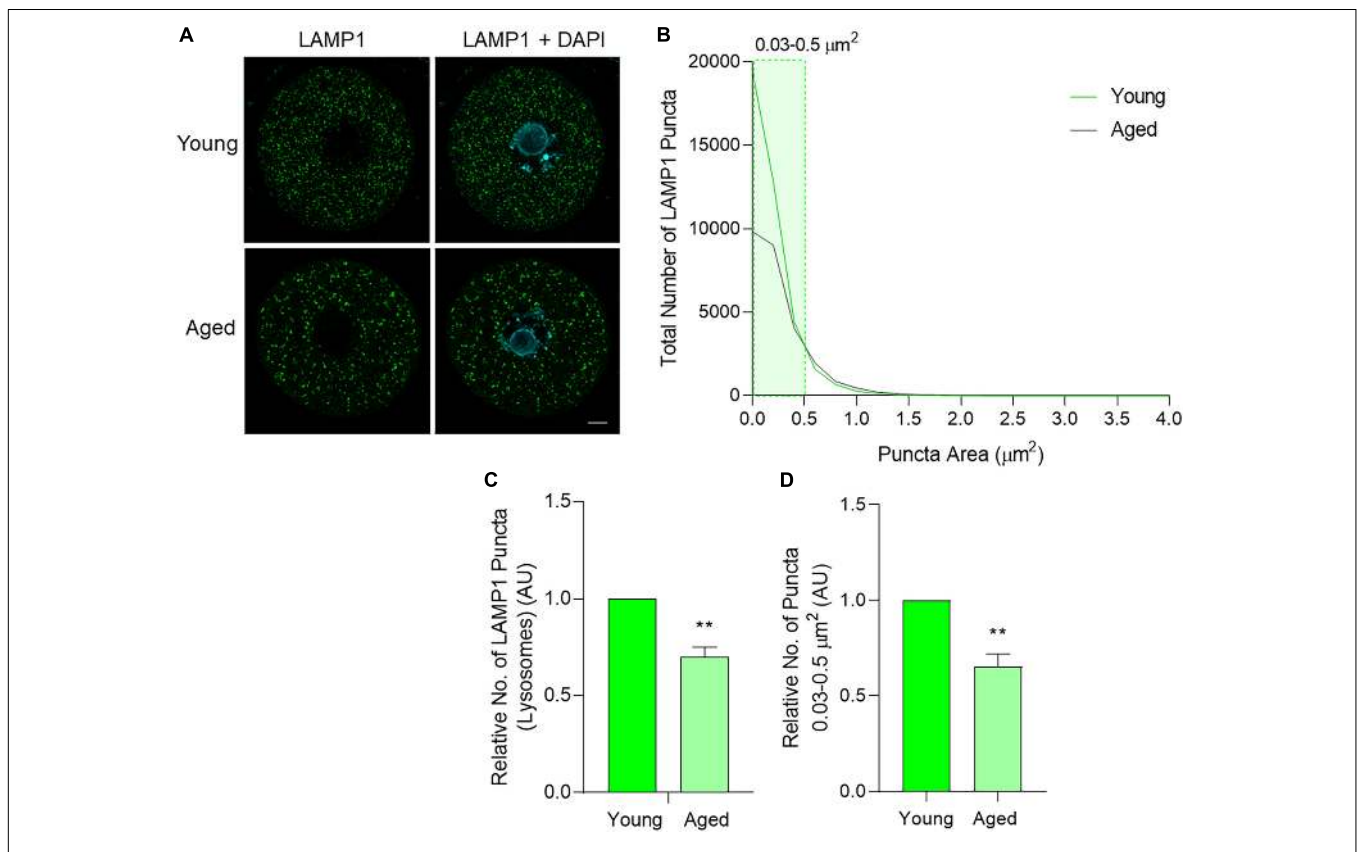 A
LAMP1
LAMP1 + DAPI
Young
Aged
B
0.03-0.5 μm²
20000
15000
10000
5000
0
Total Number of LAMP1 Puncta
Young
Aged
0.0 0.5 1.0 1.5 2.0 2.5 3.0 3.5 4.0
Puncta Area (μm²)
C
1.5
1.0
0.5
0.0
Relative No. of LAMP1 Puncta
(Lysosomes) (AU)
**
Young Aged
D
1.5
1.0
0.5
0.0
Relative No. of Puncta
0.03-0.5 μm² (AU)
**
Young Aged